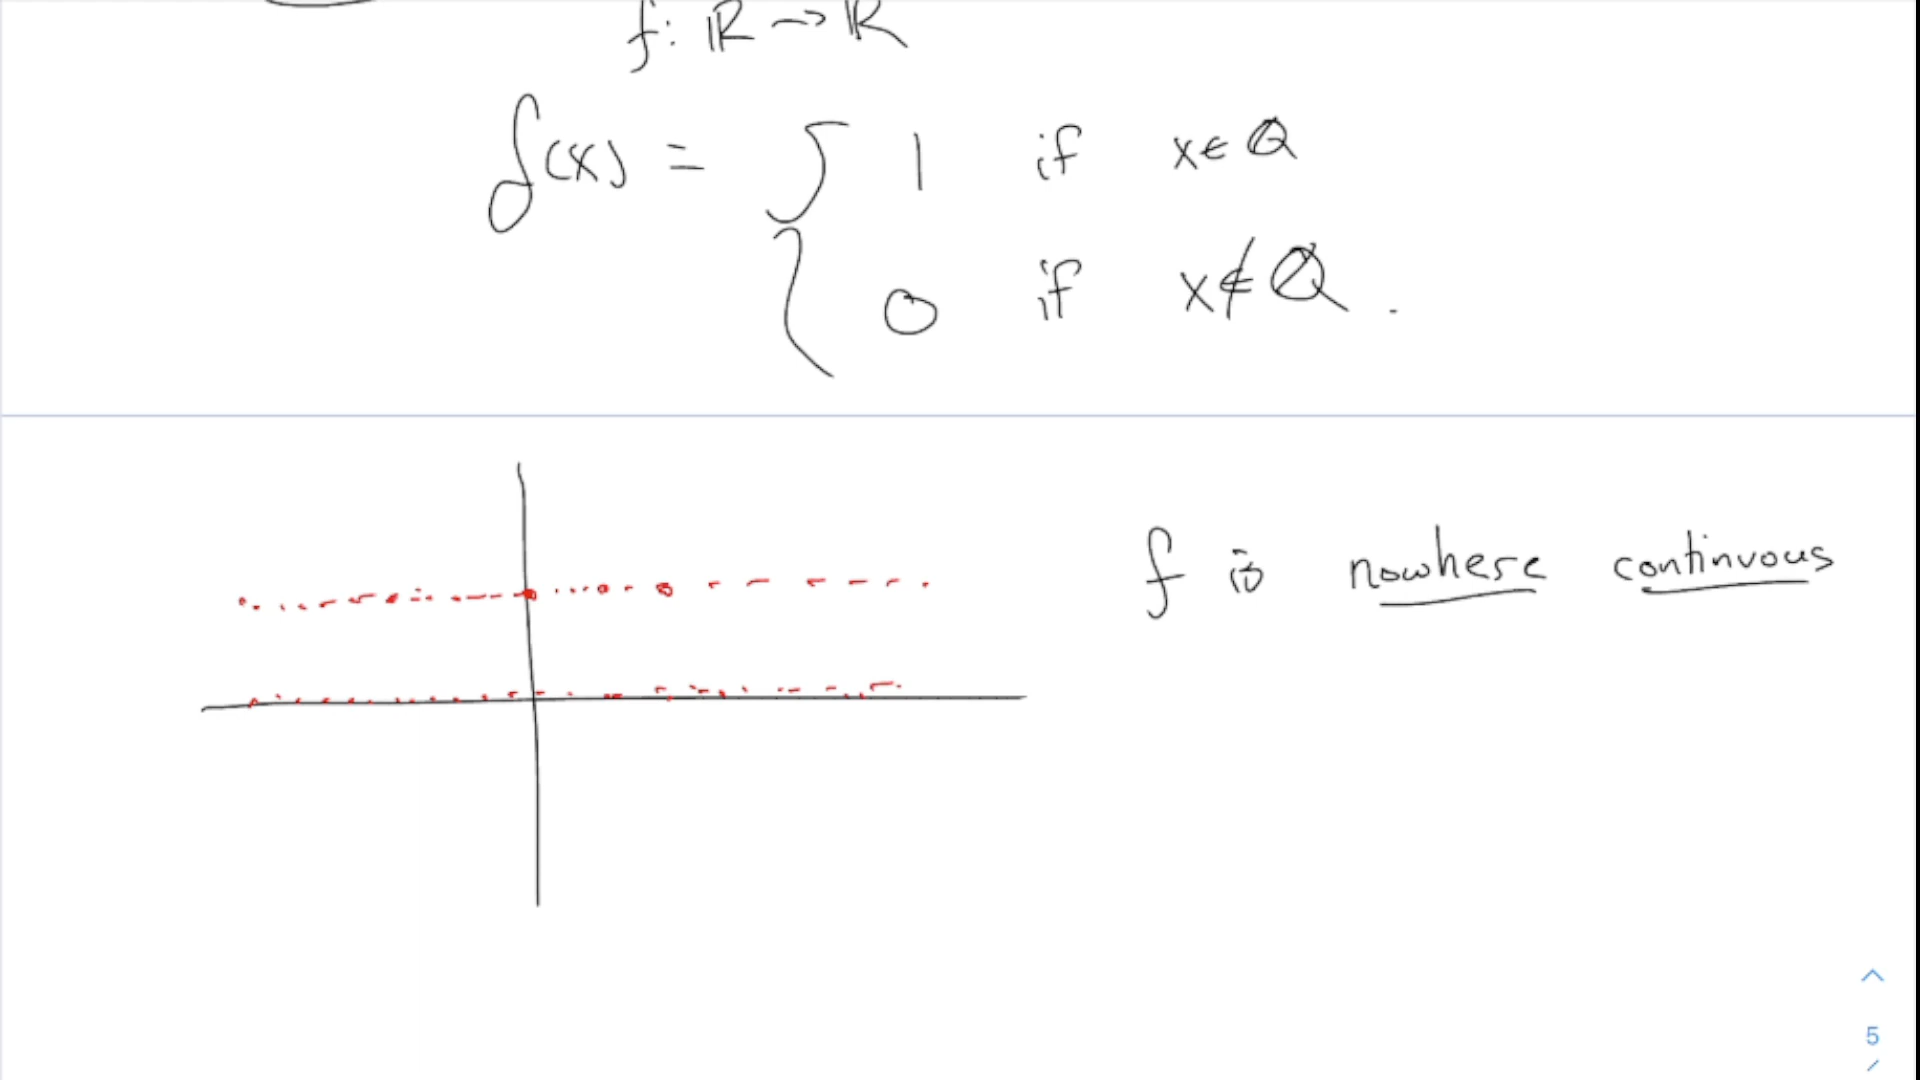 f: ℝ → ℝ
f(x) = { 1 if x ∈ ℚ
0 if x ∉ ℚ.
f is nowhere continuous
5